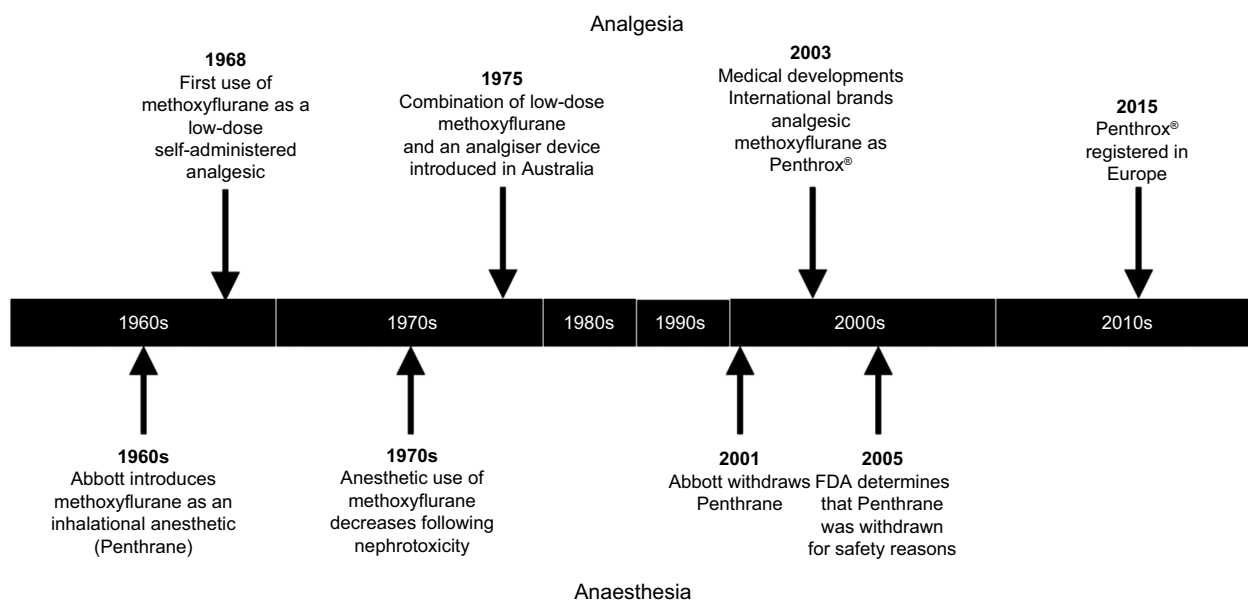 Analgesia
1968
First use of
methoxyflurane as a
low-dose
self-administered
analgesic
1975
Combination of low-dose
methoxyflurane
and an analgiser device
introduced in Australia
2003
Medical developments
International brands
analgesic
methoxyflurane as
Penthrox®
2015
Penthrox®
registered in
Europe
1960s
1970s
1980s
1990s
2000s
2010s
1960s
Abbott introduces
methoxyflurane as an
inhalational anesthetic
(Penthrane)
1970s
Anesthetic use of
methoxyflurane
decreases following
nephrotoxicity
2001
Abbott withdraws
Penthrane
2005
FDA determines
that Penthrane
was withdrawn
for safety reasons
Anaesthesia